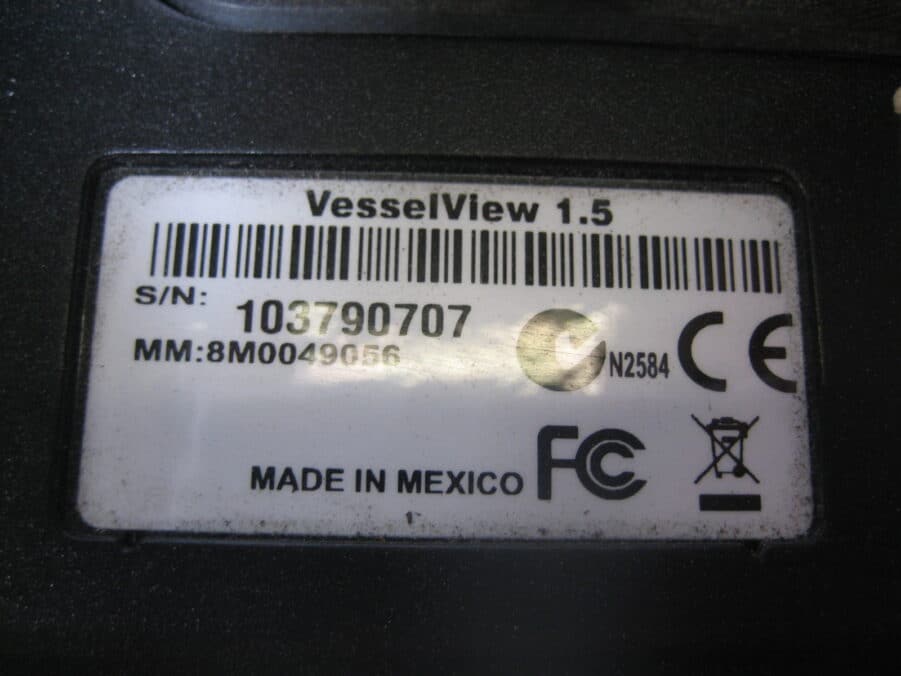 VesselView 1.5
S/N:
103790707
MM:8M0049056
N2584
CE
MADE IN MEXICO
FC